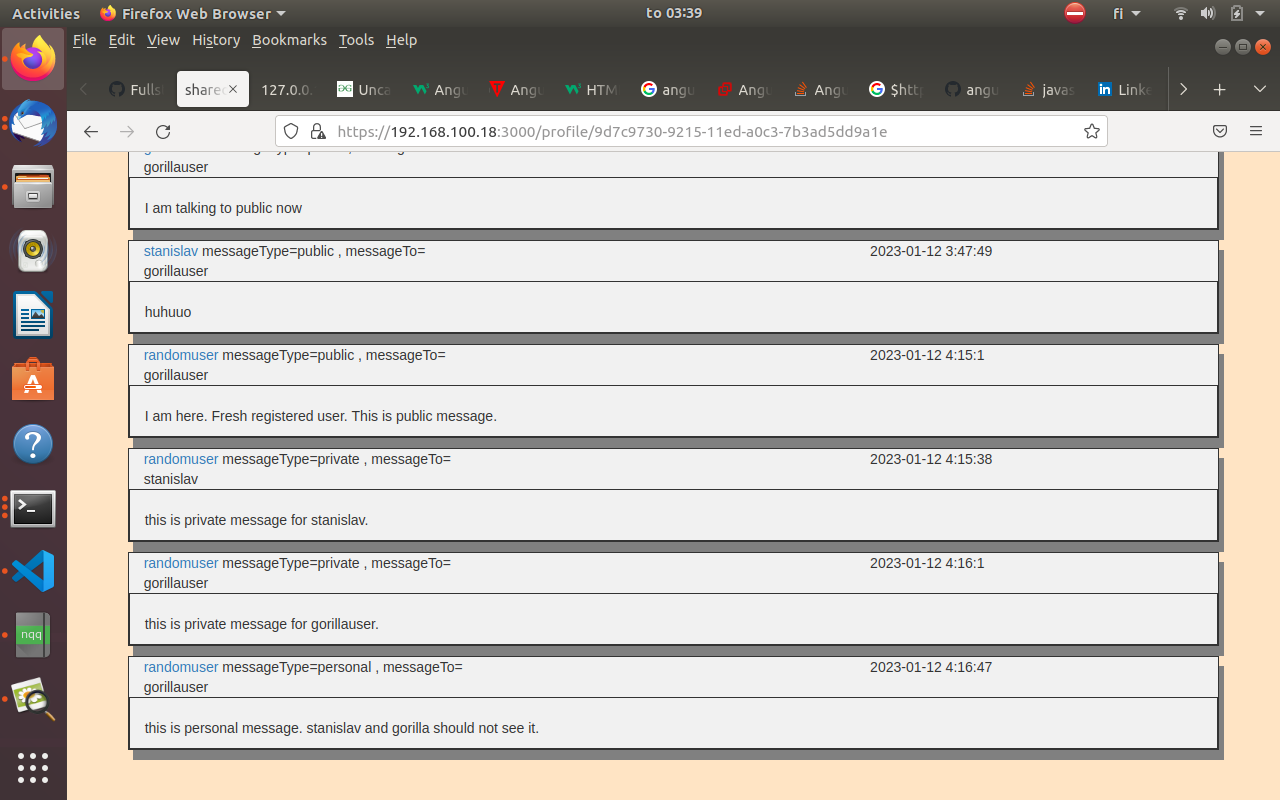 Activities Firefox Web Browser to 03:39 fi
File Edit View History Bookmarks Tools Help
Fulls share 127.0.0. Unca Angu Angu HTM angu Angu Angu $http angu javas Linke
https://192.168.100.18:3000/profile/9d7c9730-9215-11ed-a0c3-7b3ad5dd9a1e
gorillauser
I am talking to public now
stanislav messageType=public , messageTo= 2023-01-12 3:47:49
gorillauser
huhuuo
randomuser messageType=public , messageTo= 2023-01-12 4:15:1
gorillauser
I am here. Fresh registered user. This is public message.
randomuser messageType=private , messageTo= 2023-01-12 4:15:38
stanislav
this is private message for stanislav.
randomuser messageType=private , messageTo= 2023-01-12 4:16:1
gorillauser
this is private message for gorillauser.
randomuser messageType=personal , messageTo= 2023-01-12 4:16:47
gorillauser
this is personal message. stanislav and gorilla should not see it.
nqq